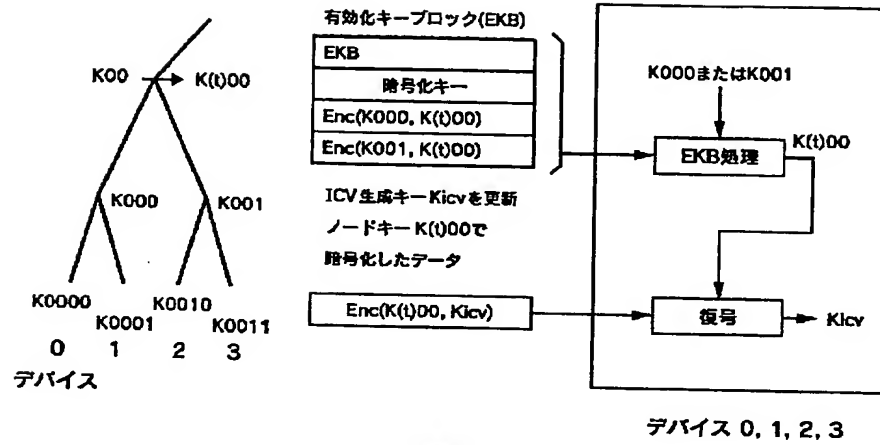 K00
K(t)00
K000
K001
K0000
K0001
K0010
K0011
0 1 2 3
デバイス
有効化キーブロック(EKB)
EKB
暗号化キー
Enc(K000, K(t)00)
Enc(K001, K(t)00)
ICV生成キーKicvを更新
ノードキーK(t)00で
暗号化したデータ
Enc(K(t)00, Kicv)
K000またはK001
EKB処理
K(t)00
復号
Kicv
デバイス 0, 1, 2, 3